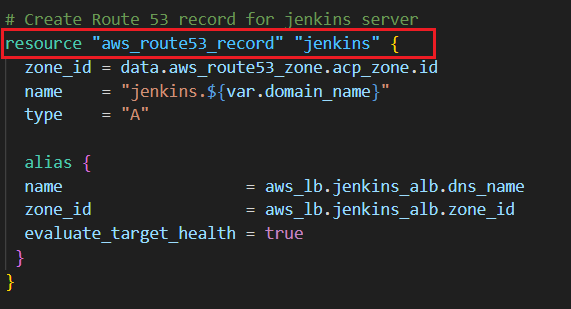 # Create Route 53 record for jenkins server
resource "aws_route53_record" "jenkins" {
  zone_id = data.aws_route53_zone.acp_zone.id
  name    = "jenkins.${var.domain_name}"
  type    = "A"

  alias {
  name                   = aws_lb.jenkins_alb.dns_name
  zone_id                = aws_lb.jenkins_alb.zone_id
  evaluate_target_health = true
 }
}